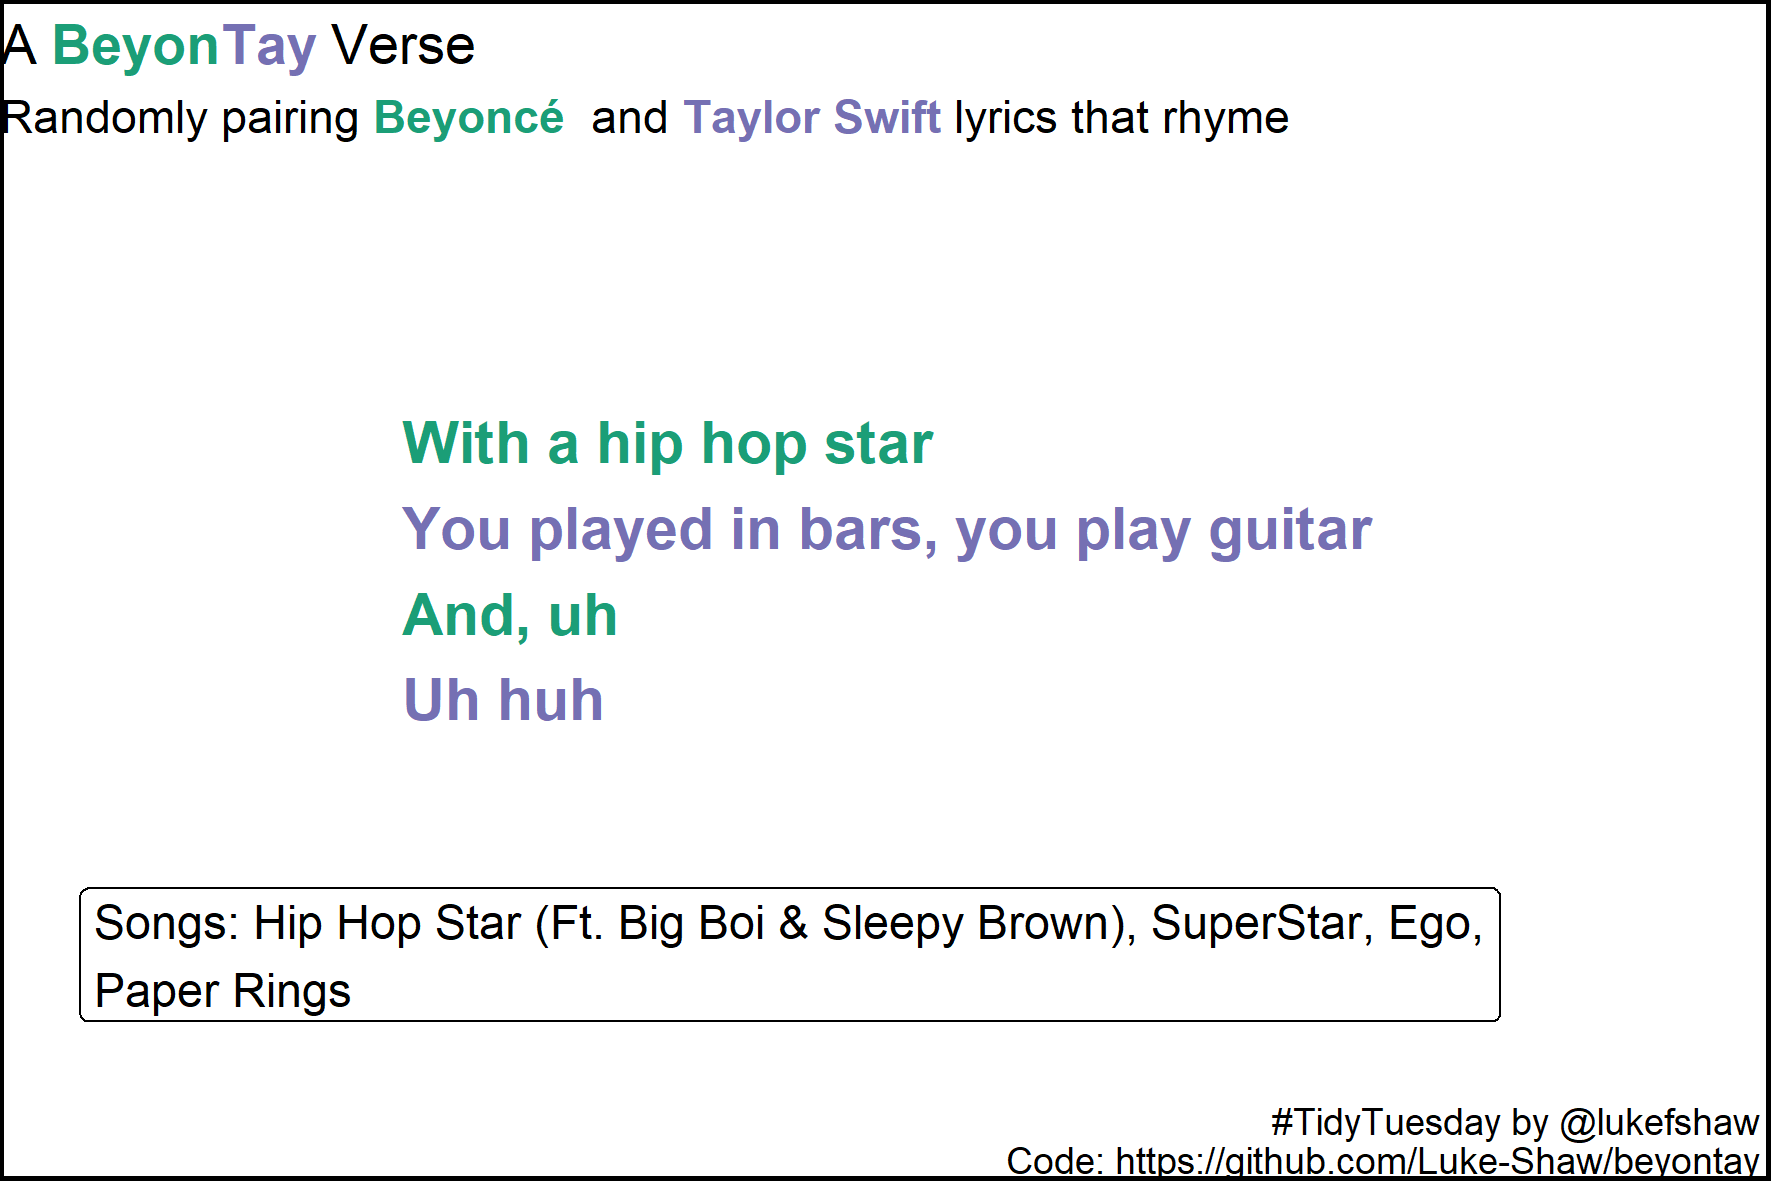 A BeyonTay Verse
Randomly pairing Beyoncé and Taylor Swift lyrics that rhyme
With a hip hop star
You played in bars, you play guitar
And, uh
Uh huh
Songs: Hip Hop Star (Ft. Big Boi & Sleepy Brown), SuperStar, Ego,
Paper Rings
#TidyTuesday by @lukefshaw
Code: https://github.com/Luke-Shaw/beyontay